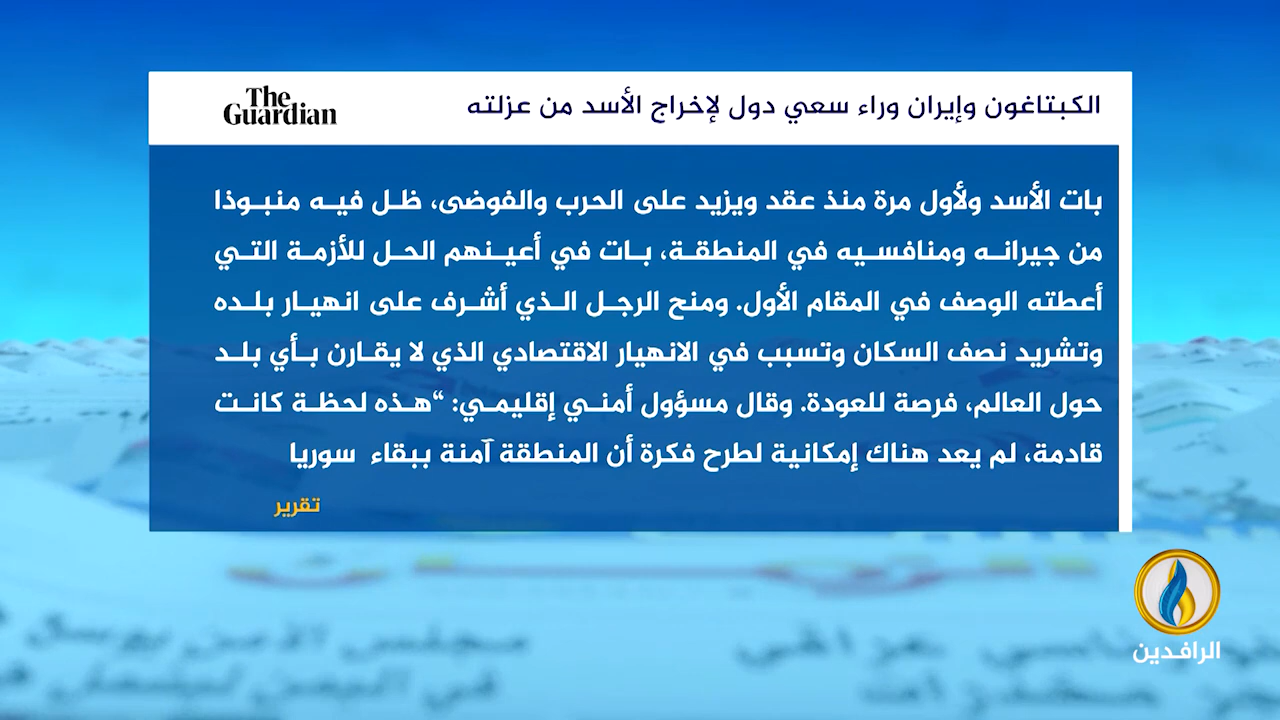 الكبتاغون وإيران وراء سعي دول لإخراج الأسد من عزلته
The Guardian
بات الأسد ولأول مرة منذ عقد ويزيد على الحرب والفوضى، ظل فيه منبوذا
من جيرانه ومنافسيه في المنطقة، بات في أعينهم الحل للأزمة التي
أعطته الوصف في المقام الأول. ومنح الرجل الذي أشرف على انهيار بلده
وتشريد نصف السكان وتسبب في الانهيار الاقتصادي الذي لا يقارن بأي بلد
حول العالم، فرصة للعودة. وقال مسؤول أمني إقليمي: “هذه لحظة كانت
قادمة، لم يعد هناك إمكانية لطرح فكرة أن المنطقة آمنة ببقاء سوريا
تقرير
الرافدين
مجلس الأمن
في اليمن